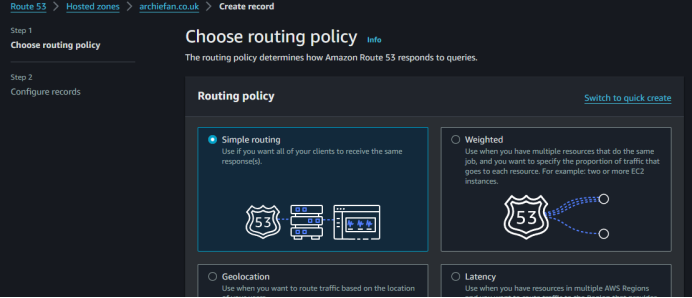 Route 53 > Hosted zones > archiefan.co.uk > Create record
Step 1
Choose routing policy
Step 2
Configure records
Choose routing policy Info
The routing policy determines how Amazon Route 53 responds to queries.
Routing policy
Switch to quick create
Simple routing
Use if you want all of your clients to receive the same
response(s).
53
Weighted
Use when you have multiple resources that do the same
job, and you want to specify the proportion of traffic that
goes to each resource. For example: two or more EC2
instances.
53
Geolocation
Use when you want to route traffic based on the location
Latency
Use when you have resources in multiple AWS Regions